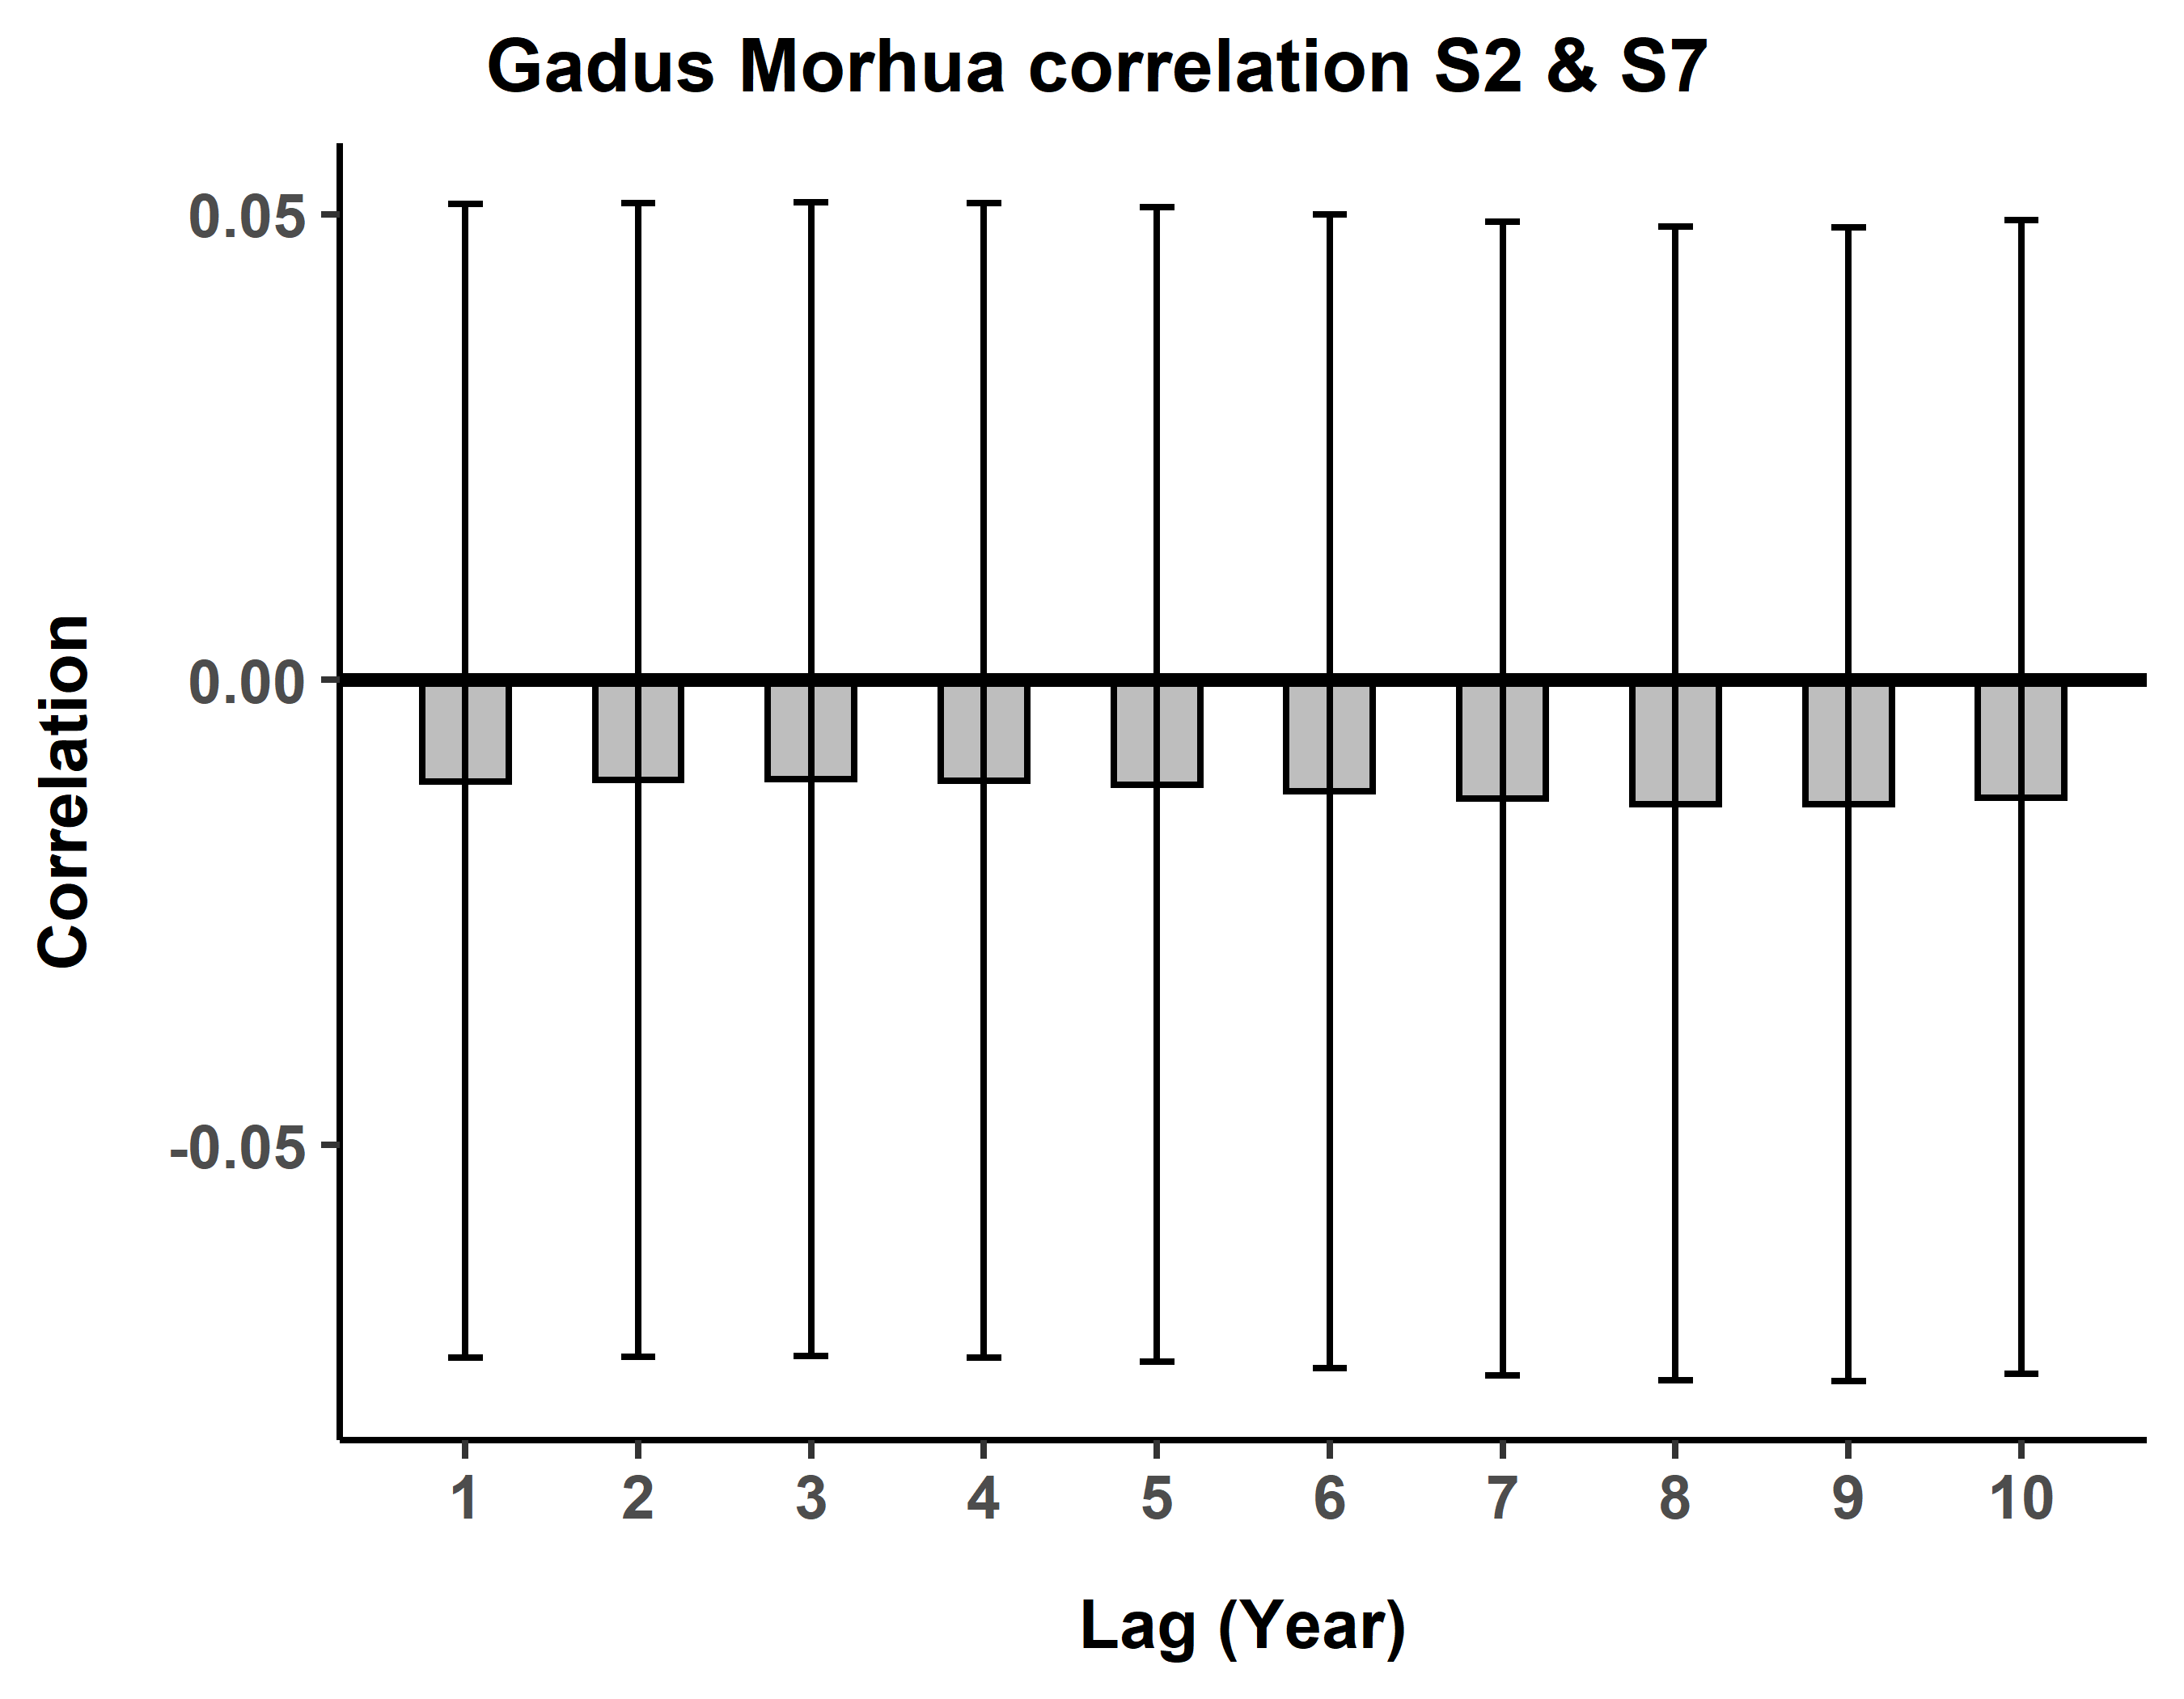 Gadus Morhua correlation S2 & S7
Correlation
0.05
0.00
-0.05
1 2 3 4 5 6 7 8 9 10
Lag (Year)